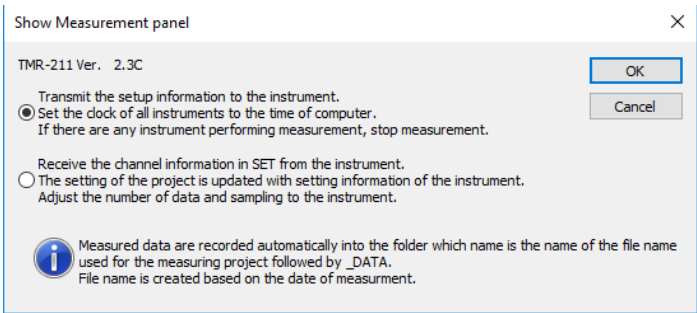 Show Measurement panel
TMR-211 Ver. 2.3C
OK
Transmit the setup information to the instrument.
Set the clock of all instruments to the time of computer.
If there are any instrument performing measurement, stop measurement.
Cancel
Receive the channel information in SET from the instrument.
The setting of the project is updated with setting information of the instrument.
Adjust the number of data and sampling to the instrument.
Measured data are recorded automatically into the folder which name is the name of the file name
used for the measuring project followed by _DATA.
File name is created based on the date of measurment.